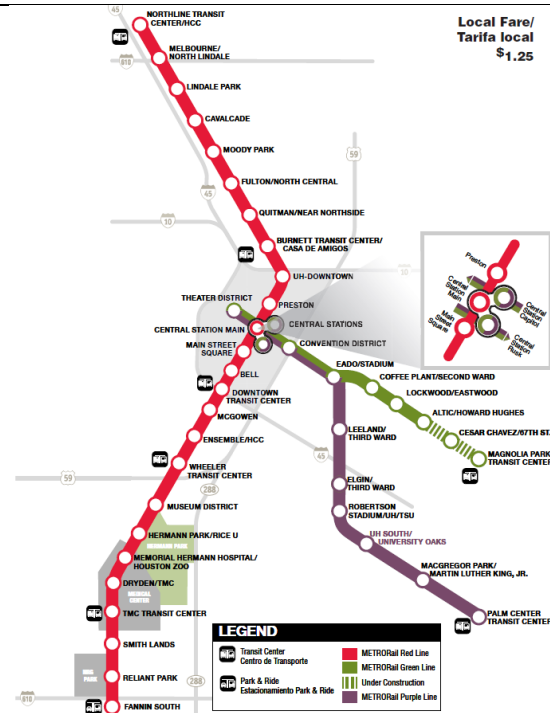 Local Fare/
Tarifa local
$1.25
45
NORTHLINE TRANSIT
CENTER/HCC
MELBOURNE/
NORTH LINDALE
610
LINDALE PARK
CAVALCADE
MOODY PARK
59
FULTON/NORTH CENTRAL
45
QUITMAN/NEAR NORTHSIDE
10
BURNETT TRANSIT CENTER/
CASA DE AMIGOS
10
UH-DOWNTOWN
THEATER DISTRICT
PRESTON
CENTRAL STATION MAIN
CENTRAL STATIONS
MAIN STREET
SQUARE
CONVENTION DISTRICT
Preston
Central
Station
Main
Central
Station
Capitol
Main
Street
Square
Central
Station
Rusk
BELL
EADO/STADIUM
COFFEE PLANT/SECOND WARD
DOWNTOWN
TRANSIT CENTER
LOCKWOOD/EASTWOOD
MCGOWEN
ALTIC/HOWARD HUGHES
LEELAND/
THIRD WARD
CESAR CHAVEZ/67TH ST.
ENSEMBLE/HCC
45
MAGNOLIA PARK
TRANSIT CENTER
WHEELER
TRANSIT CENTER
59
288
ELGIN/
THIRD WARD
MUSEUM DISTRICT
ROBERTSON
STADIUM/UH/TSU
HERMANN PARK/RICE U
HERMANN PARK
UH SOUTH/
UNIVERSITY OAKS
MEMORIAL HERMANN HOSPITAL/
HOUSTON ZOO
MACGREGOR PARK/
MARTIN LUTHER KING, JR.
DRYDEN/TMC
MEDICAL
CENTER
TMC TRANSIT CENTER
PALM CENTER
TRANSIT CENTER
SMITH LANDS
RELIANT PARK
NRG
PARK
288
610
FANNIN SOUTH
LEGEND
Transit Center
Centro de Transporte
Park & Ride
Estacionamiento Park & Ride
METRORail Red Line
METRORail Green Line
Under Construction
METRORail Purple Line